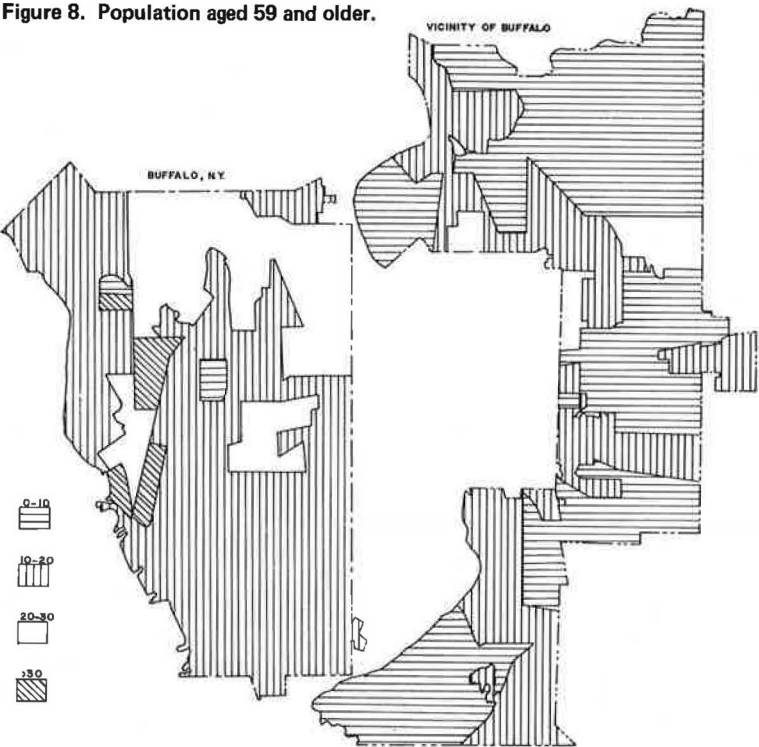 Figure 8. Population aged 59 and older.
VICINITY OF BUFFALO
BUFFALO, N.Y.
0-10
10-20
20-30
>30